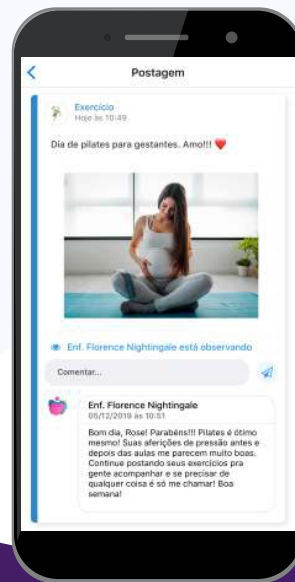 Postagem
Exercício
Hoje às 10:49
Dia de pilates para gestantes. Amo!!! ❤️
Enf. Florence Nightingale está observando
Comentar...
Enf. Florence Nightingale
05/12/2019 às 10:51
Bom dia, Rose! Parabéns!!! Pilates é ótimo
mesmo! Suas aferições de pressão antes e
depois das aulas me parecem muito boas.
Continue postando seus exercícios pra
gente acompanhar e se precisar de
qualquer coisa é só me chamar! Boa
semana!